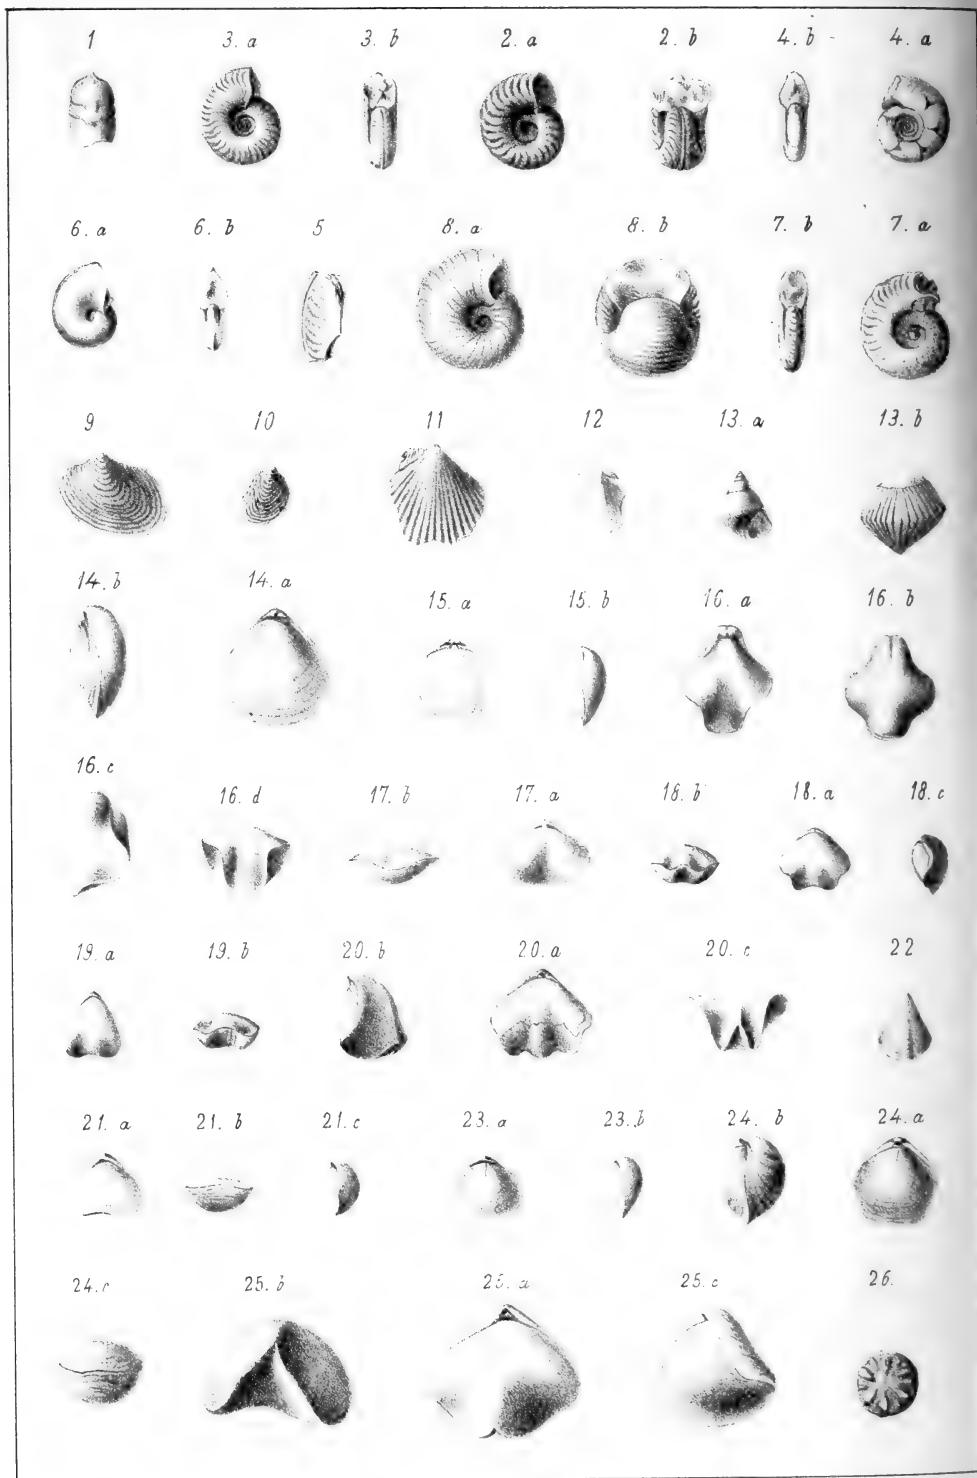 1 3. a 3. b 2. a 2. b 4. b 4. a
6. a 6. b 5 8. a 8. b 7. b 7. a
9 10 11 12 13. a 13. b
14. b 14. a 15. a 15. b 16. a 16. b
16. c 16. d 17. b 17. a 18. b 18. a 18. c
19. a 19. b 20. b 20. a 20. c 22
21. a 21. b 21. c 23. a 23. b 24. b 24. a
24. c 25. b 25. a 25. c 26.